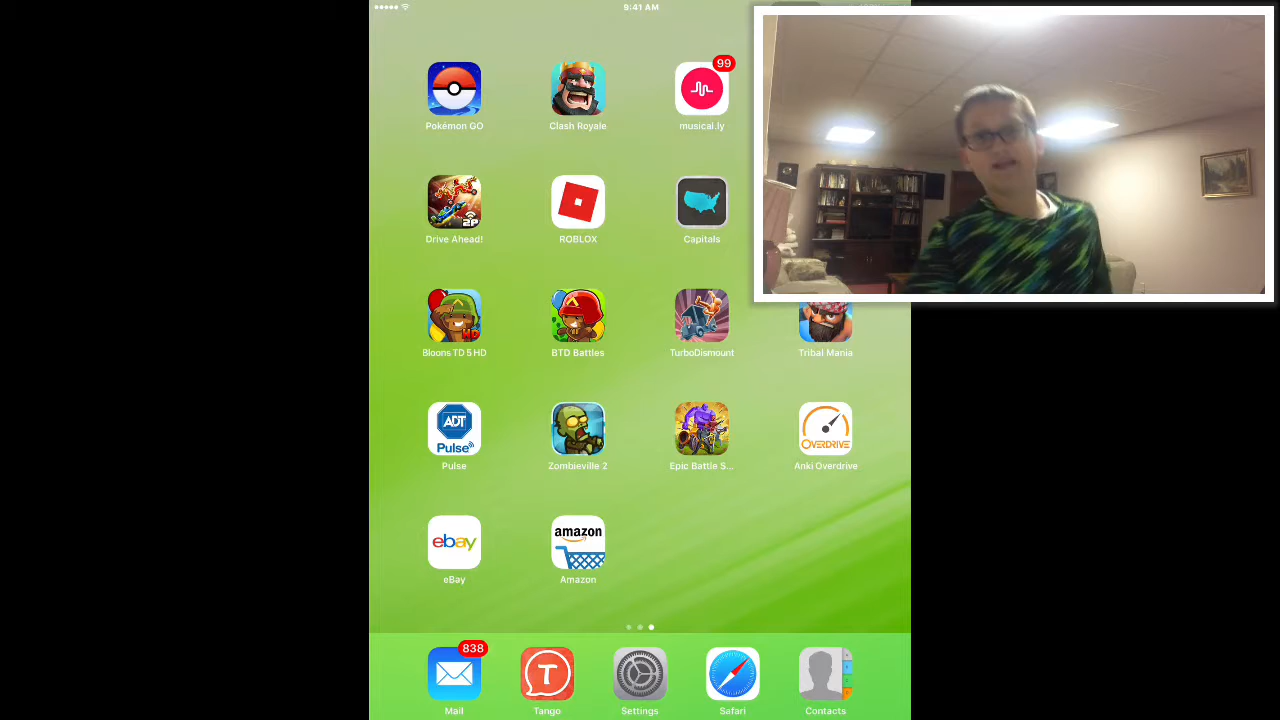 9:41 AM
99
Pokémon GO
Clash Royale
musical.ly
2P
Drive Ahead!
ROBLOX
Capitals
HD
Bloons TD 5 HD
BTD Battles
TurboDismount
Tribal Mania
ADT
Pulse
OVERDRIVE
Pulse
Zombieville 2
Epic Battle S...
Anki Overdrive
ebay
amazon
eBay
Amazon
838
T
Mail
Tango
Settings
Safari
Contacts